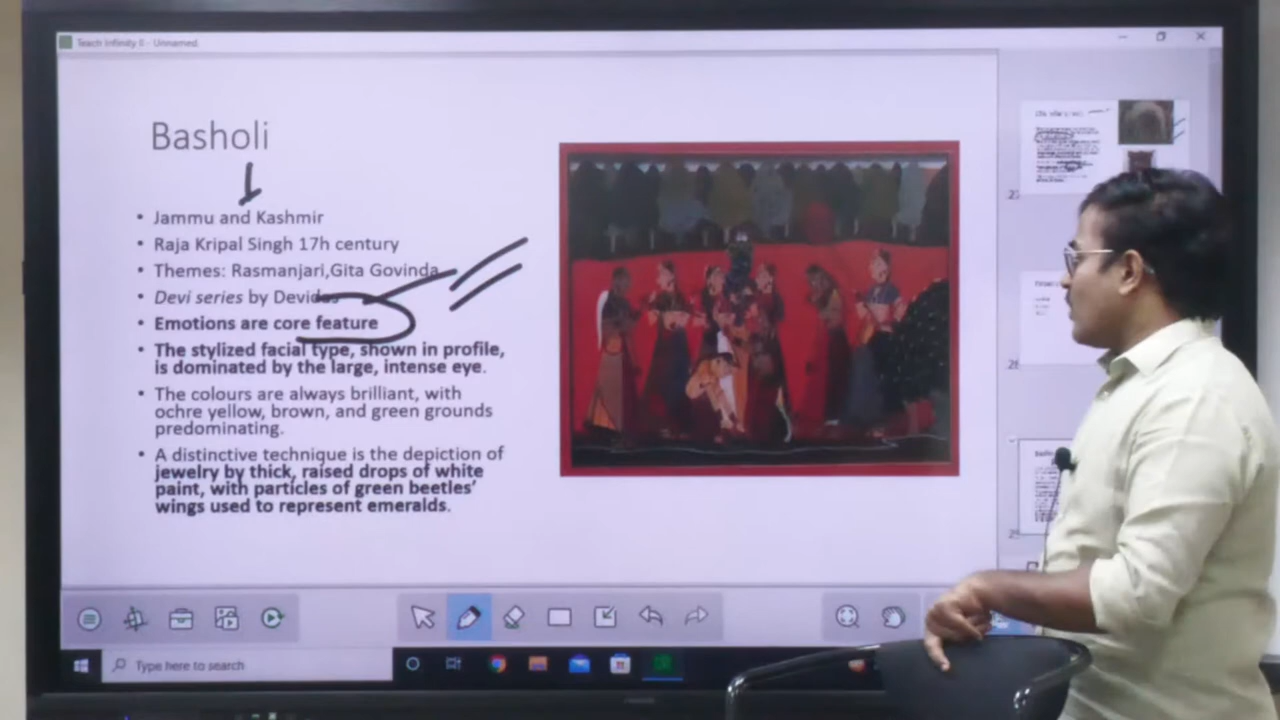 Teach Infinity II - Unnamed.
Basholi
• Jammu and Kashmir
• Raja Kripal Singh 17h century
• Themes: Rasmanjari,Gita Govinda
• Devi series by Devidas
• Emotions are core feature
• The stylized facial type, shown in profile,
is dominated by the large, intense eye.
• The colours are always brilliant, with
ochre yellow, brown, and green grounds
predominating.
• A distinctive technique is the depiction of
jewelry by thick, raised drops of white
paint, with particles of green beetles’
wings used to represent emeralds.
27
28
Type here to search